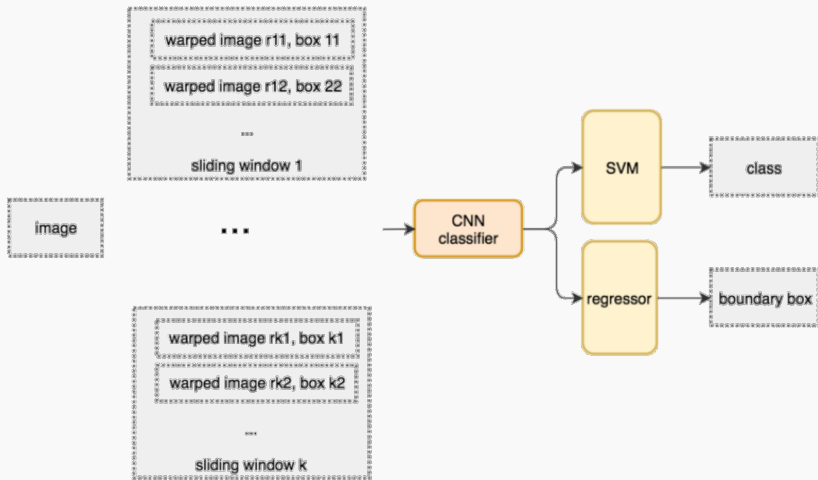 warped image r11, box 11
warped image r12, box 22
...
sliding window 1
image
...
CNN
classifier
SVM
class
regressor
boundary box
warped image rk1, box k1
warped image rk2, box k2
...
sliding window k